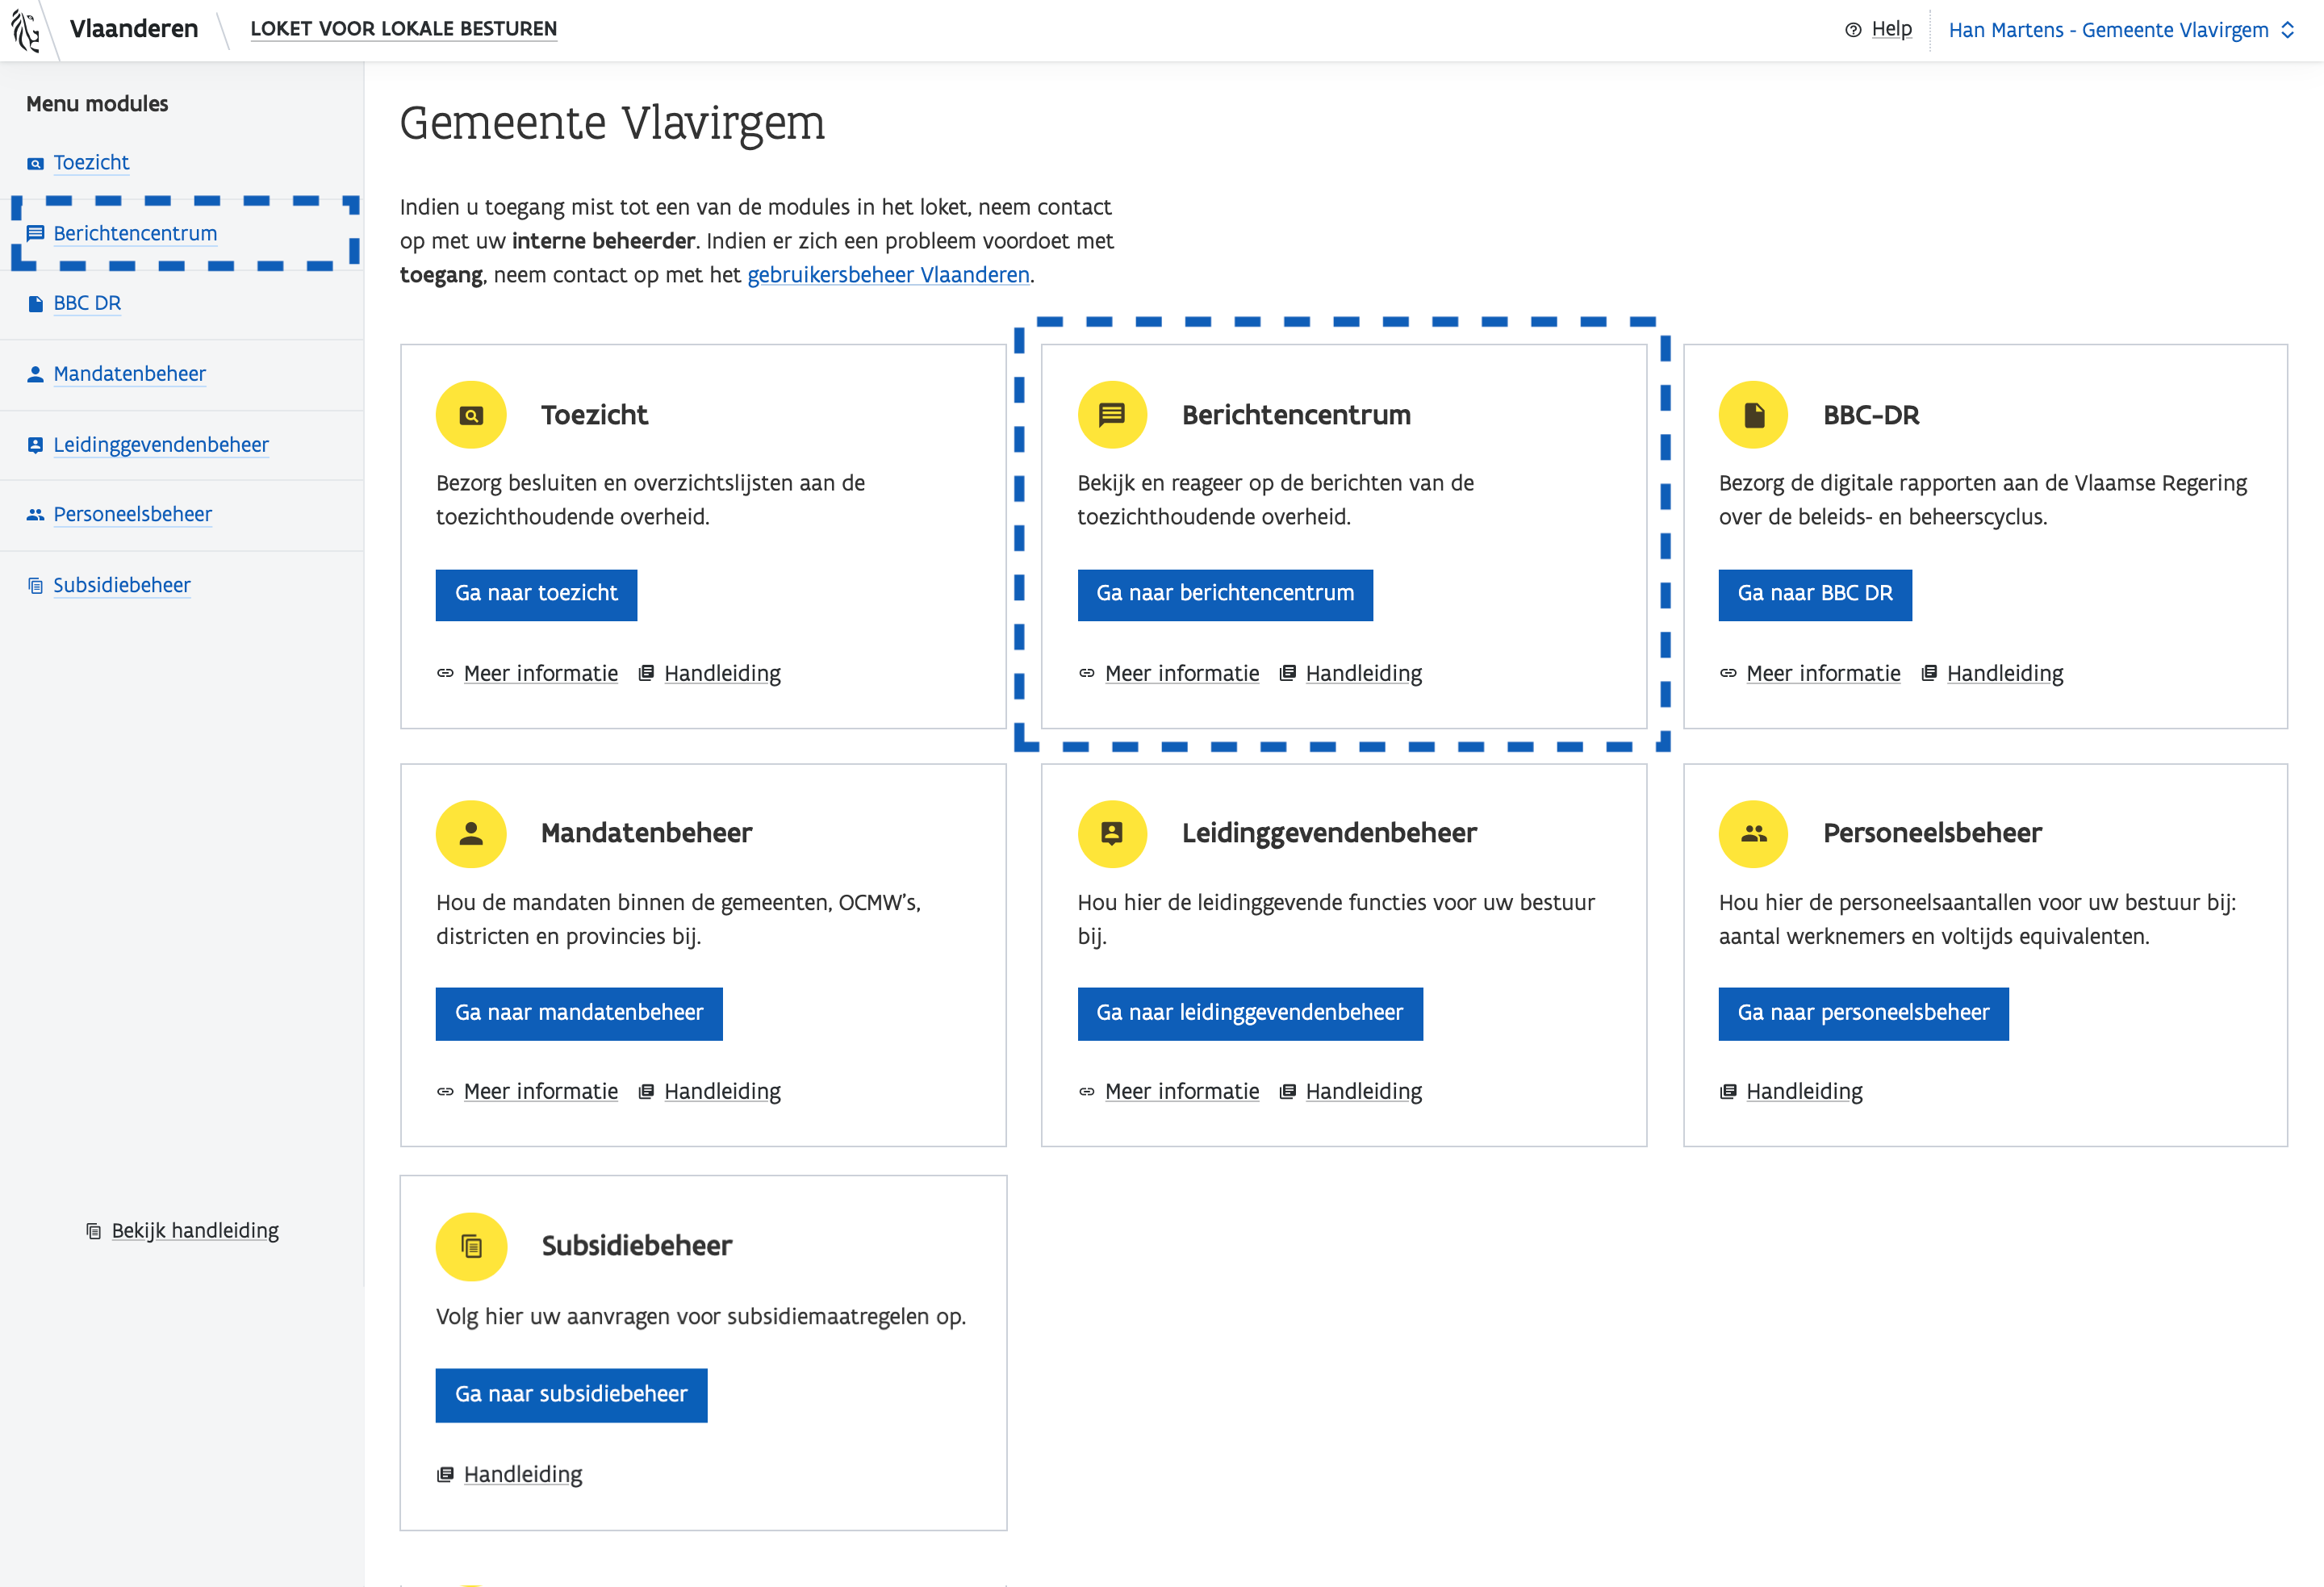 Vlaanderen
LOKET VOOR LOKALE BESTUREN
Help
Han Martens - Gemeente Vlavirgem
Menu modules
Toezicht
Berichtencentrum
BBC DR
Mandatenbeheer
Leidinggevendenbeheer
Personeelsbeheer
Subsidiebeheer
Bekijk handleiding
Gemeente Vlavirgem
Indien u toegang mist tot een van de modules in het loket, neem contact
op met uw interne beheerder. Indien er zich een probleem voordoet met
toegang, neem contact op met het gebruikersbeheer Vlaanderen.
Toezicht
Bezorg besluiten en overzichtslijsten aan de
toezichthoudende overheid.
Ga naar toezicht
Meer informatie Handleiding
Berichtencentrum
Bekijk en reageer op de berichten van de
toezichthoudende overheid.
Ga naar berichtencentrum
Meer informatie Handleiding
BBC-DR
Bezorg de digitale rapporten aan de Vlaamse Regering
over de beleids- en beheerscyclus.
Ga naar BBC DR
Meer informatie Handleiding
Mandatenbeheer
Hou de mandaten binnen de gemeenten, OCMW's,
districten en provincies bij.
Ga naar mandatenbeheer
Meer informatie Handleiding
Leidinggevendenbeheer
Hou hier de leidinggevende functies voor uw bestuur
bij.
Ga naar leidinggevendenbeheer
Meer informatie Handleiding
Personeelsbeheer
Hou hier de personeelsaantallen voor uw bestuur bij:
aantal werknemers en voltijds equivalenten.
Ga naar personeelsbeheer
Handleiding
Subsidiebeheer
Volg hier uw aanvragen voor subsidiemaatregelen op.
Ga naar subsidiebeheer
Handleiding